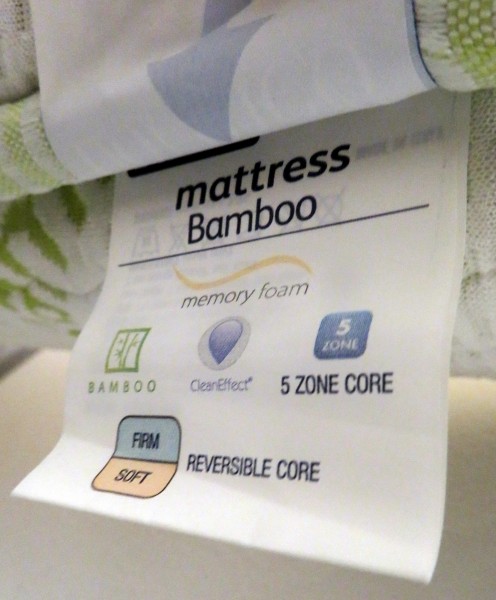 mattress
Bamboo
memory foam
BAMBOO
CleanEffect®
5
ZONE
5 ZONE CORE
FIRM
SOFT
REVERSIBLE CORE